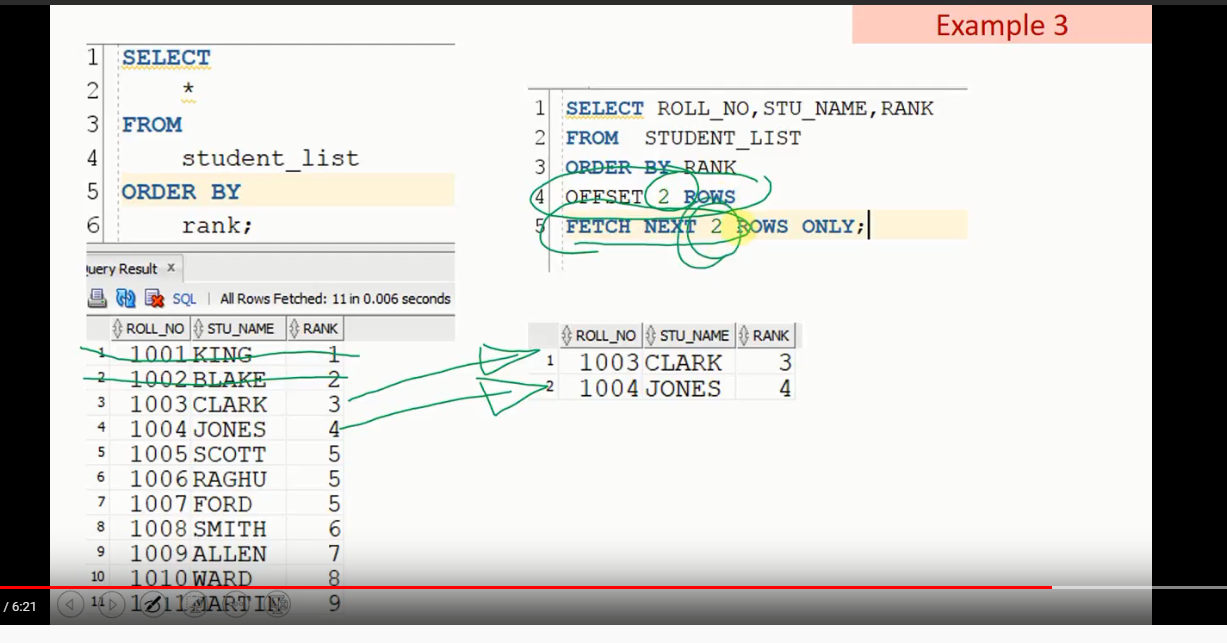 Example 3
1 SELECT
2 *
3 FROM
4 student_list
5 ORDER BY
6 rank;
1 SELECT ROLL_NO,STU_NAME,RANK
2 FROM STUDENT_LIST
3 ORDER BY RANK
4 OFFSET 2 ROWS
5 FETCH NEXT 2 ROWS ONLY;
uery Result x
SQL | All Rows Fetched: 11 in 0.006 seconds
ROLL_NO STU_NAME RANK
1 1001 KING 1
2 1002 BLAKE 2
3 1003 CLARK 3
4 1004 JONES 4
5 1005 SCOTT 5
6 1006 RAGHU 5
7 1007 FORD 5
8 1008 SMITH 6
9 1009 ALLEN 7
10 1010 WARD 8
11 1011 MARTIN 9
ROLL_NO STU_NAME RANK
1 1003 CLARK 3
2 1004 JONES 4
/ 6:21